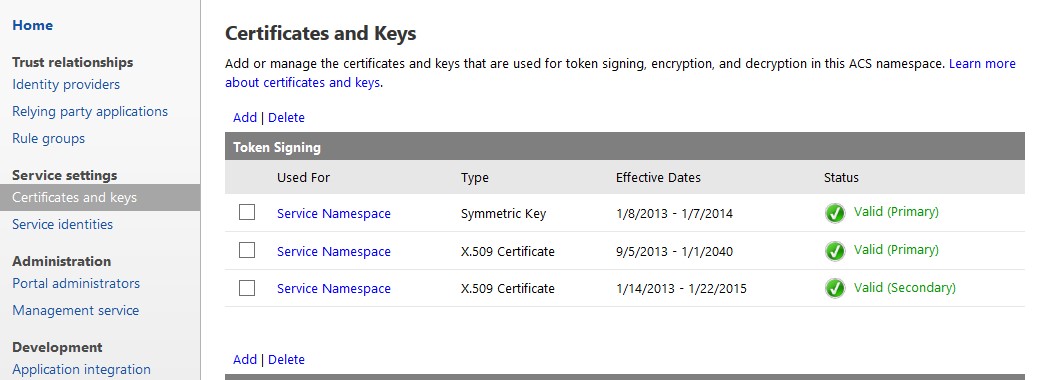 Home
Trust relationships
Identity providers
Relying party applications
Rule groups
Service settings
Certificates and keys
Service identities
Administration
Portal administrators
Management service
Development
Application integration
Certificates and Keys
Add or manage the certificates and keys that are used for token signing, encryption, and decryption in this ACS namespace. Learn more
about certificates and keys.
Add | Delete
Token Signing
Used For Type Effective Dates Status
Service Namespace Symmetric Key 1/8/2013 - 1/7/2014 Valid (Primary)
Service Namespace X.509 Certificate 9/5/2013 - 1/1/2040 Valid (Primary)
Service Namespace X.509 Certificate 1/14/2013 - 1/22/2015 Valid (Secondary)
Add | Delete